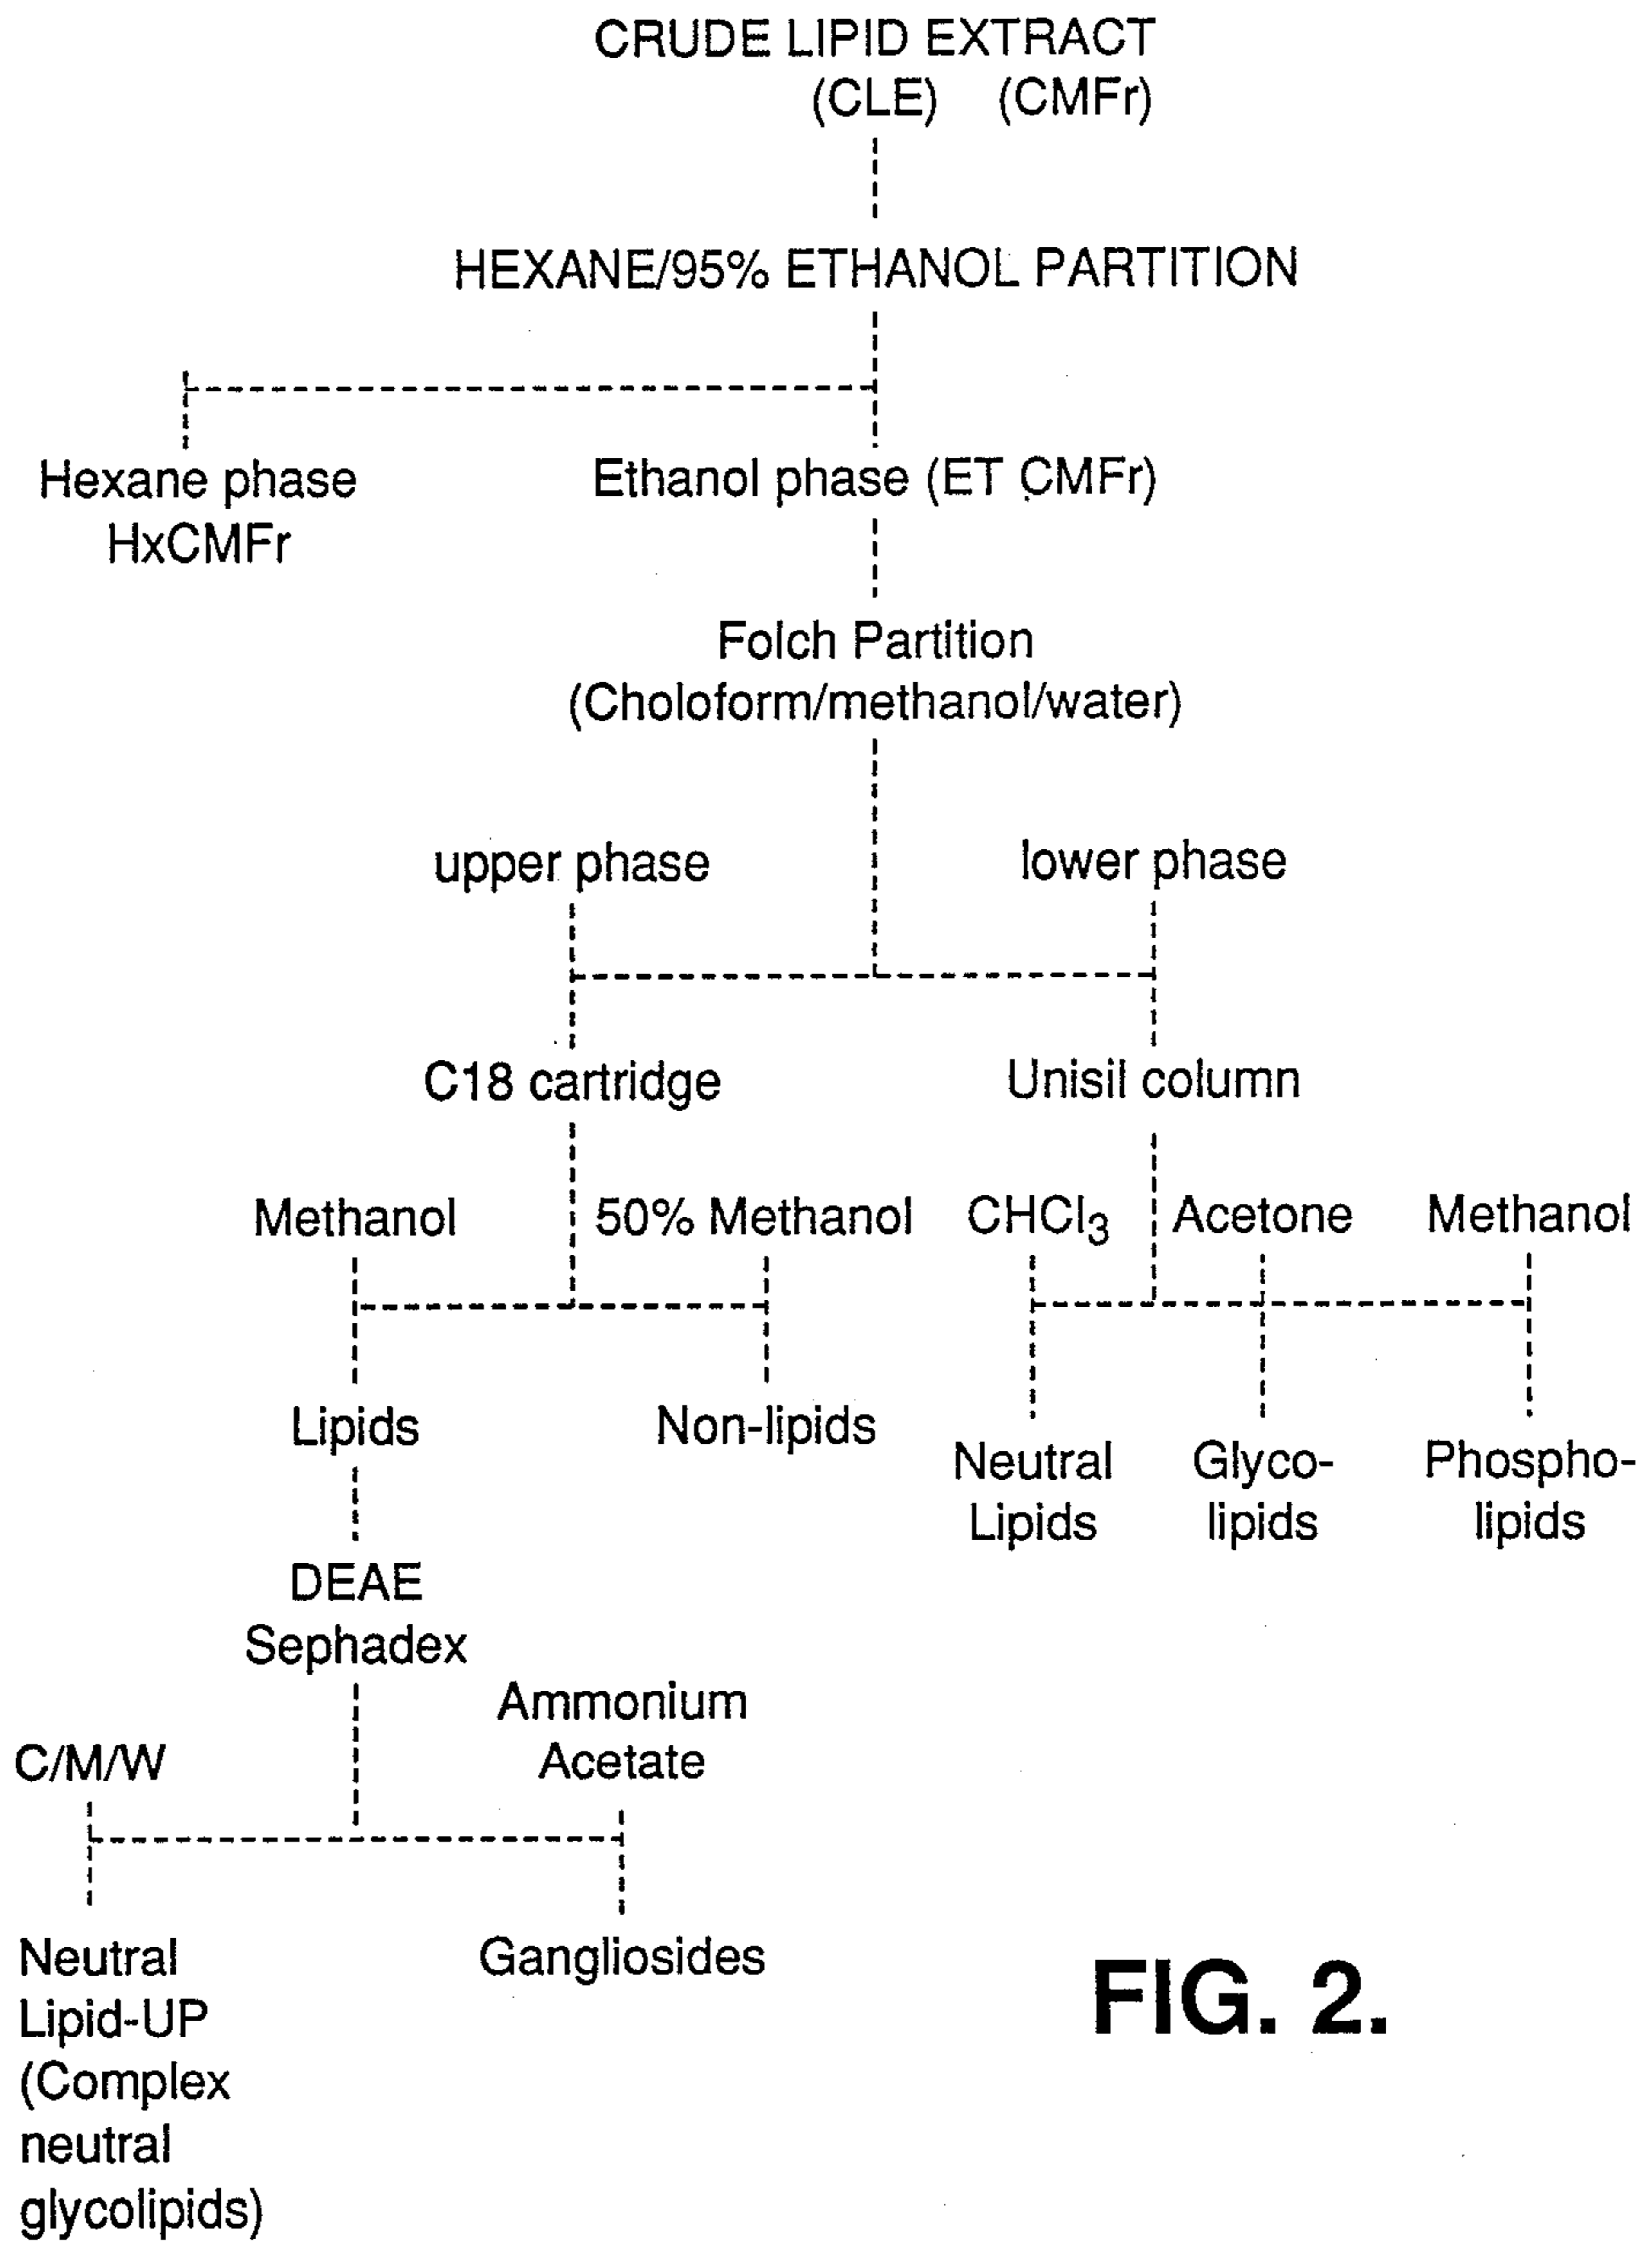 CRUDE LIPID EXTRACT
(CLE) (CMFr)
HEXANE/95% ETHANOL PARTITION
Hexane phase
HxCMFr
Ethanol phase (ET CMFr)
Folch Partition
(Choloform/methanol/water)
upper phase
lower phase
C18 cartridge
Unisil column
Methanol
50% Methanol
CHCl3
Acetone
Methanol
Lipids
Non-lipids
Neutral
Lipids
Glyco-
lipids
Phospho-
lipids
DEAE
Sephadex
C/M/W
Ammonium
Acetate
Neutral
Lipid-UP
(Complex
neutral
glycolipids)
Gangliosides
FIG. 2.